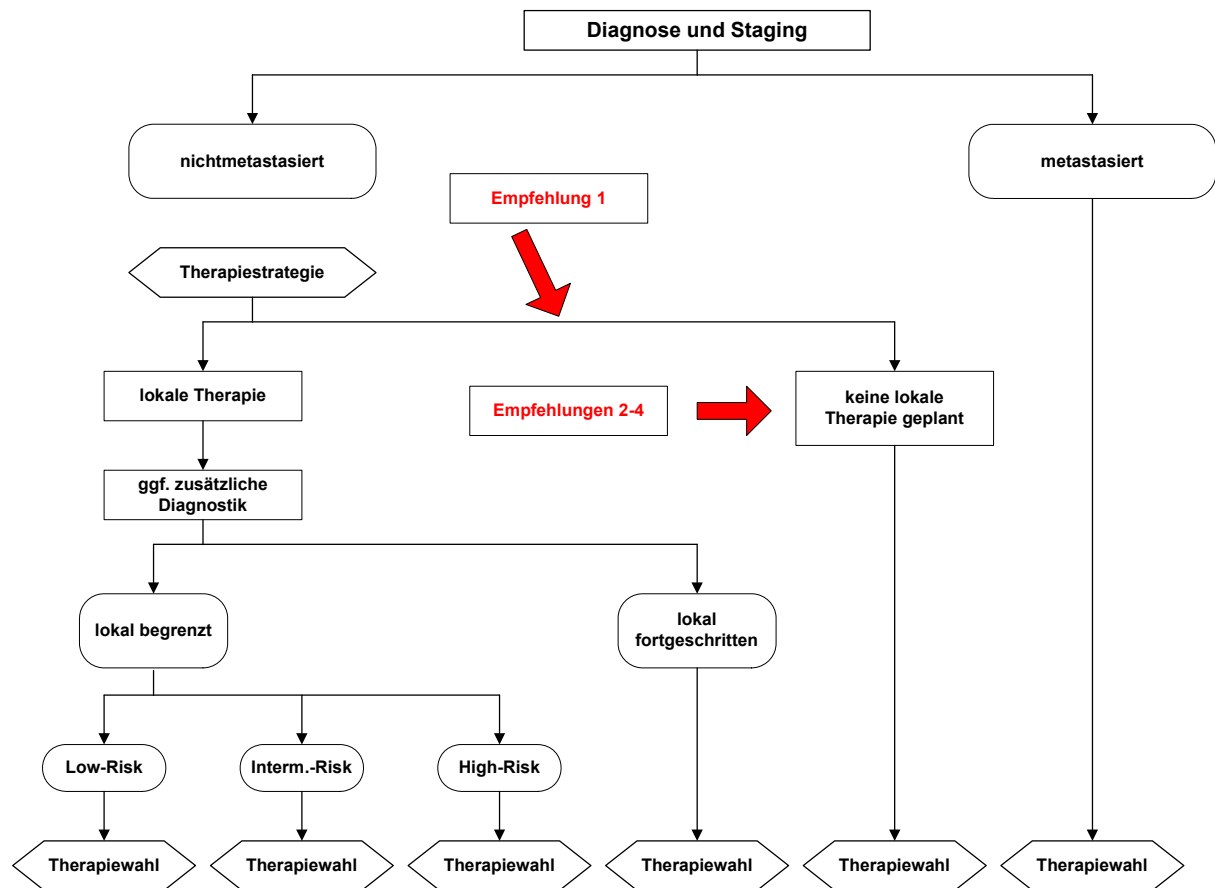 Diagnose und Staging
nichtmetastasiert
metastasiert
Empfehlung 1
Therapiestrategie
lokale Therapie
Empfehlungen 2-4
keine lokale
Therapie geplant
ggf. zusätzliche
Diagnostik
lokal begrenzt
lokal
fortgeschritten
Low-Risk
Interm.-Risk
High-Risk
Therapiewahl
Therapiewahl
Therapiewahl
Therapiewahl
Therapiewahl
Therapiewahl